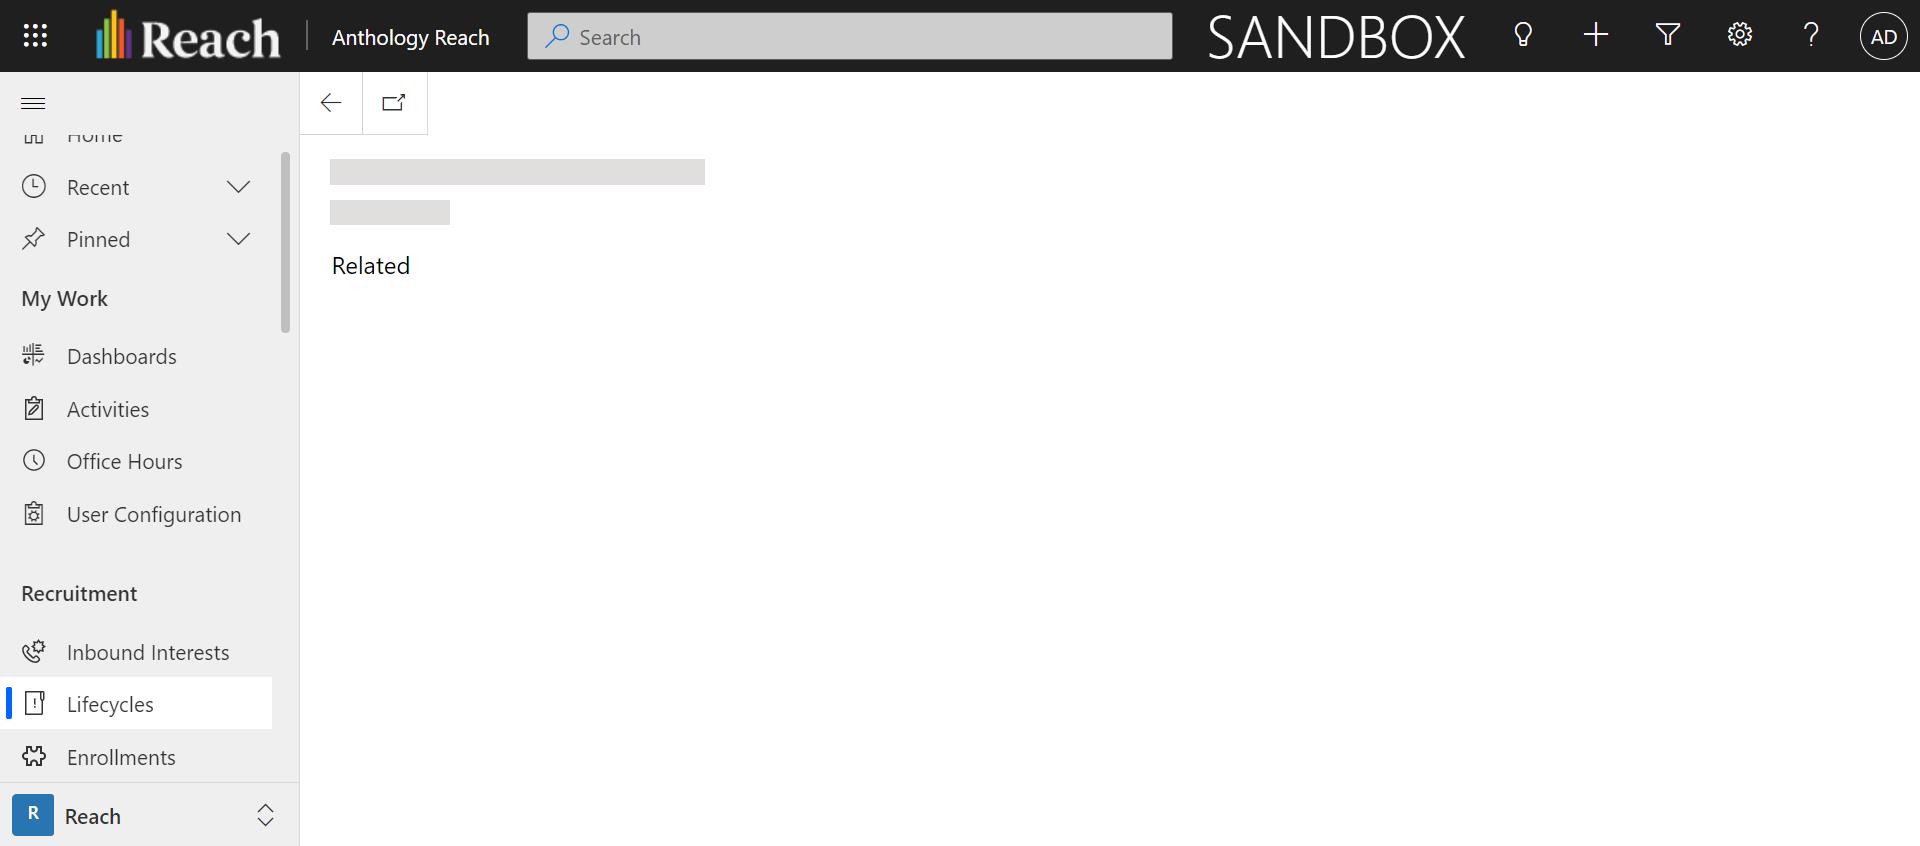 Reach
Anthology Reach
Search
SANDBOX
?
AD
Home
Recent
Pinned
My Work
Dashboards
Activities
Office Hours
User Configuration
Recruitment
Inbound Interests
Lifecycles
Enrollments
R
Reach
Related